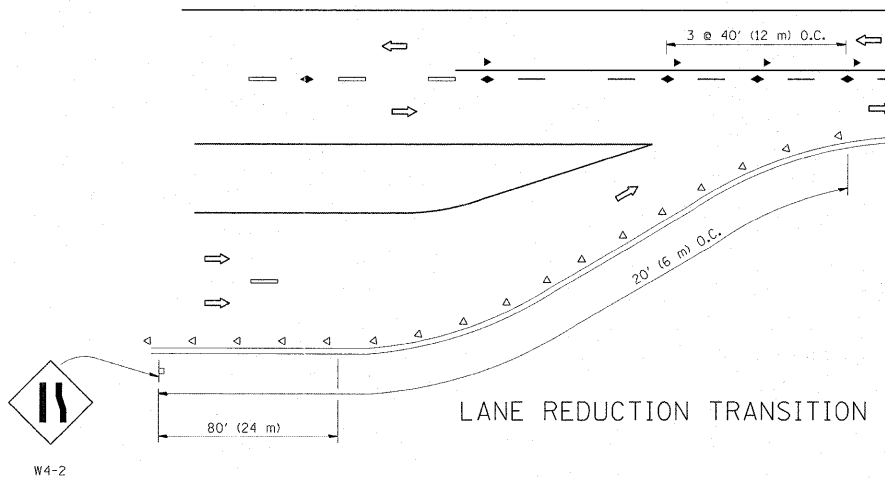 3 @ 40' (12 m) O.C.
20' (6 m) O.C.
80' (24 m)
LANE REDUCTION TRANSITION
W4-2